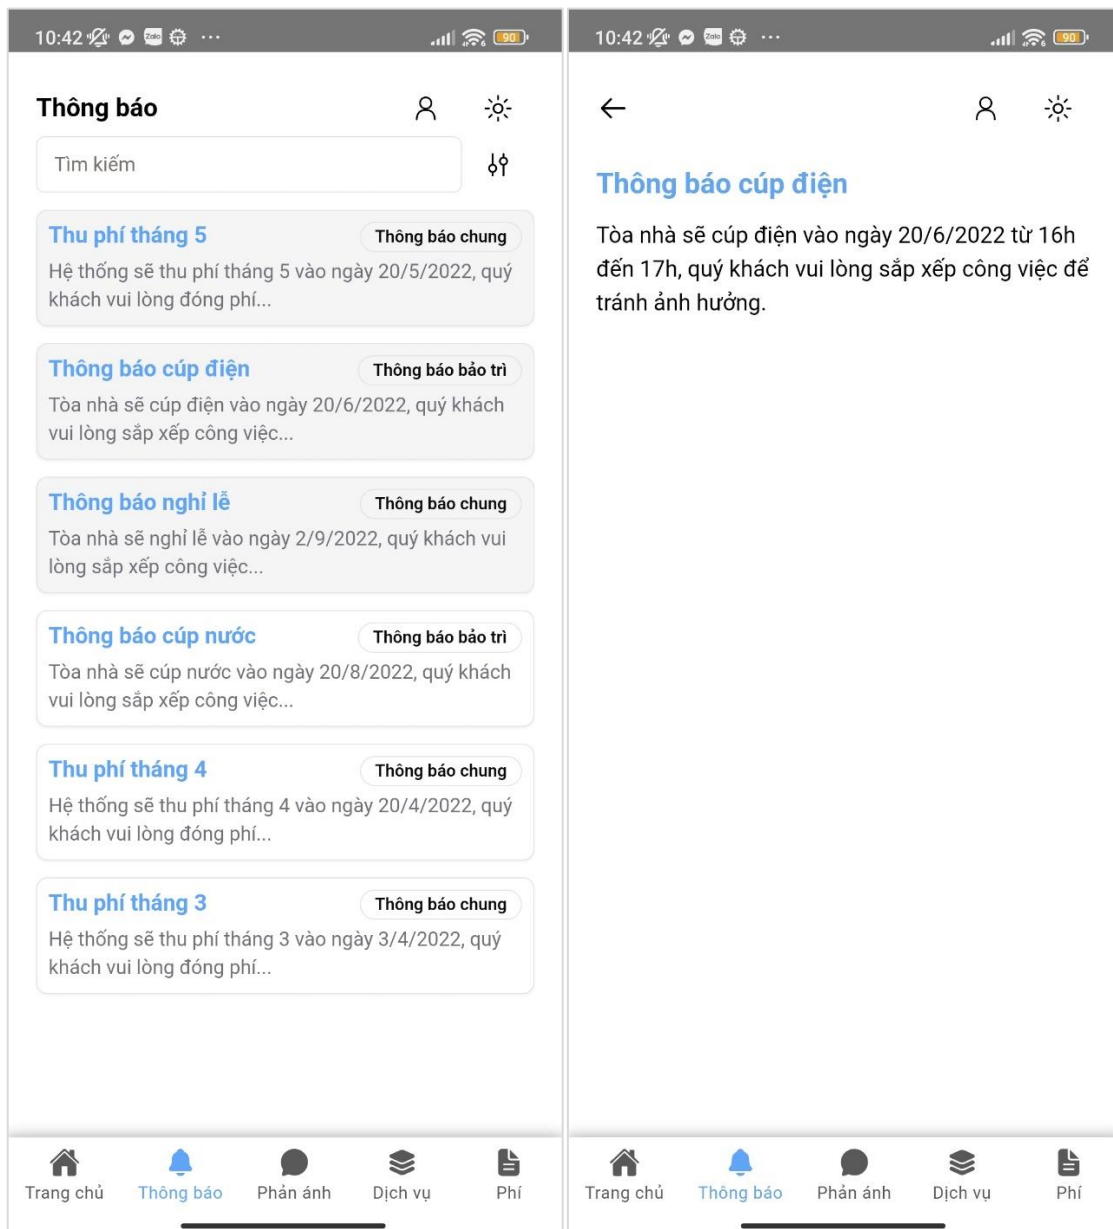 10:42
Zalo
90
Thông báo
Tìm kiếm
Thu phí tháng 5
Thông báo chung
Hệ thống sẽ thu phí tháng 5 vào ngày 20/5/2022, quý
khách vui lòng đóng phí...
Thông báo cúp điện
Thông báo bảo trì
Tòa nhà sẽ cúp điện vào ngày 20/6/2022, quý khách
vui lòng sắp xếp công việc...
Thông báo nghỉ lễ
Thông báo chung
Tòa nhà sẽ nghỉ lễ vào ngày 2/9/2022, quý khách vui
lòng sắp xếp công việc...
Thông báo cúp nước
Thông báo bảo trì
Tòa nhà sẽ cúp nước vào ngày 20/8/2022, quý khách
vui lòng sắp xếp công việc...
Thu phí tháng 4
Thông báo chung
Hệ thống sẽ thu phí tháng 4 vào ngày 20/4/2022, quý
khách vui lòng đóng phí...
Thu phí tháng 3
Thông báo chung
Hệ thống sẽ thu phí tháng 3 vào ngày 3/4/2022, quý
khách vui lòng đóng phí...
Trang chủ
Thông báo
Phản ánh
Dịch vụ
Phí
10:42
Zalo
90
Thông báo cúp điện
Tòa nhà sẽ cúp điện vào ngày 20/6/2022 từ 16h
đến 17h, quý khách vui lòng sắp xếp công việc để
tránh ảnh hưởng.
Trang chủ
Thông báo
Phản ánh
Dịch vụ
Phí